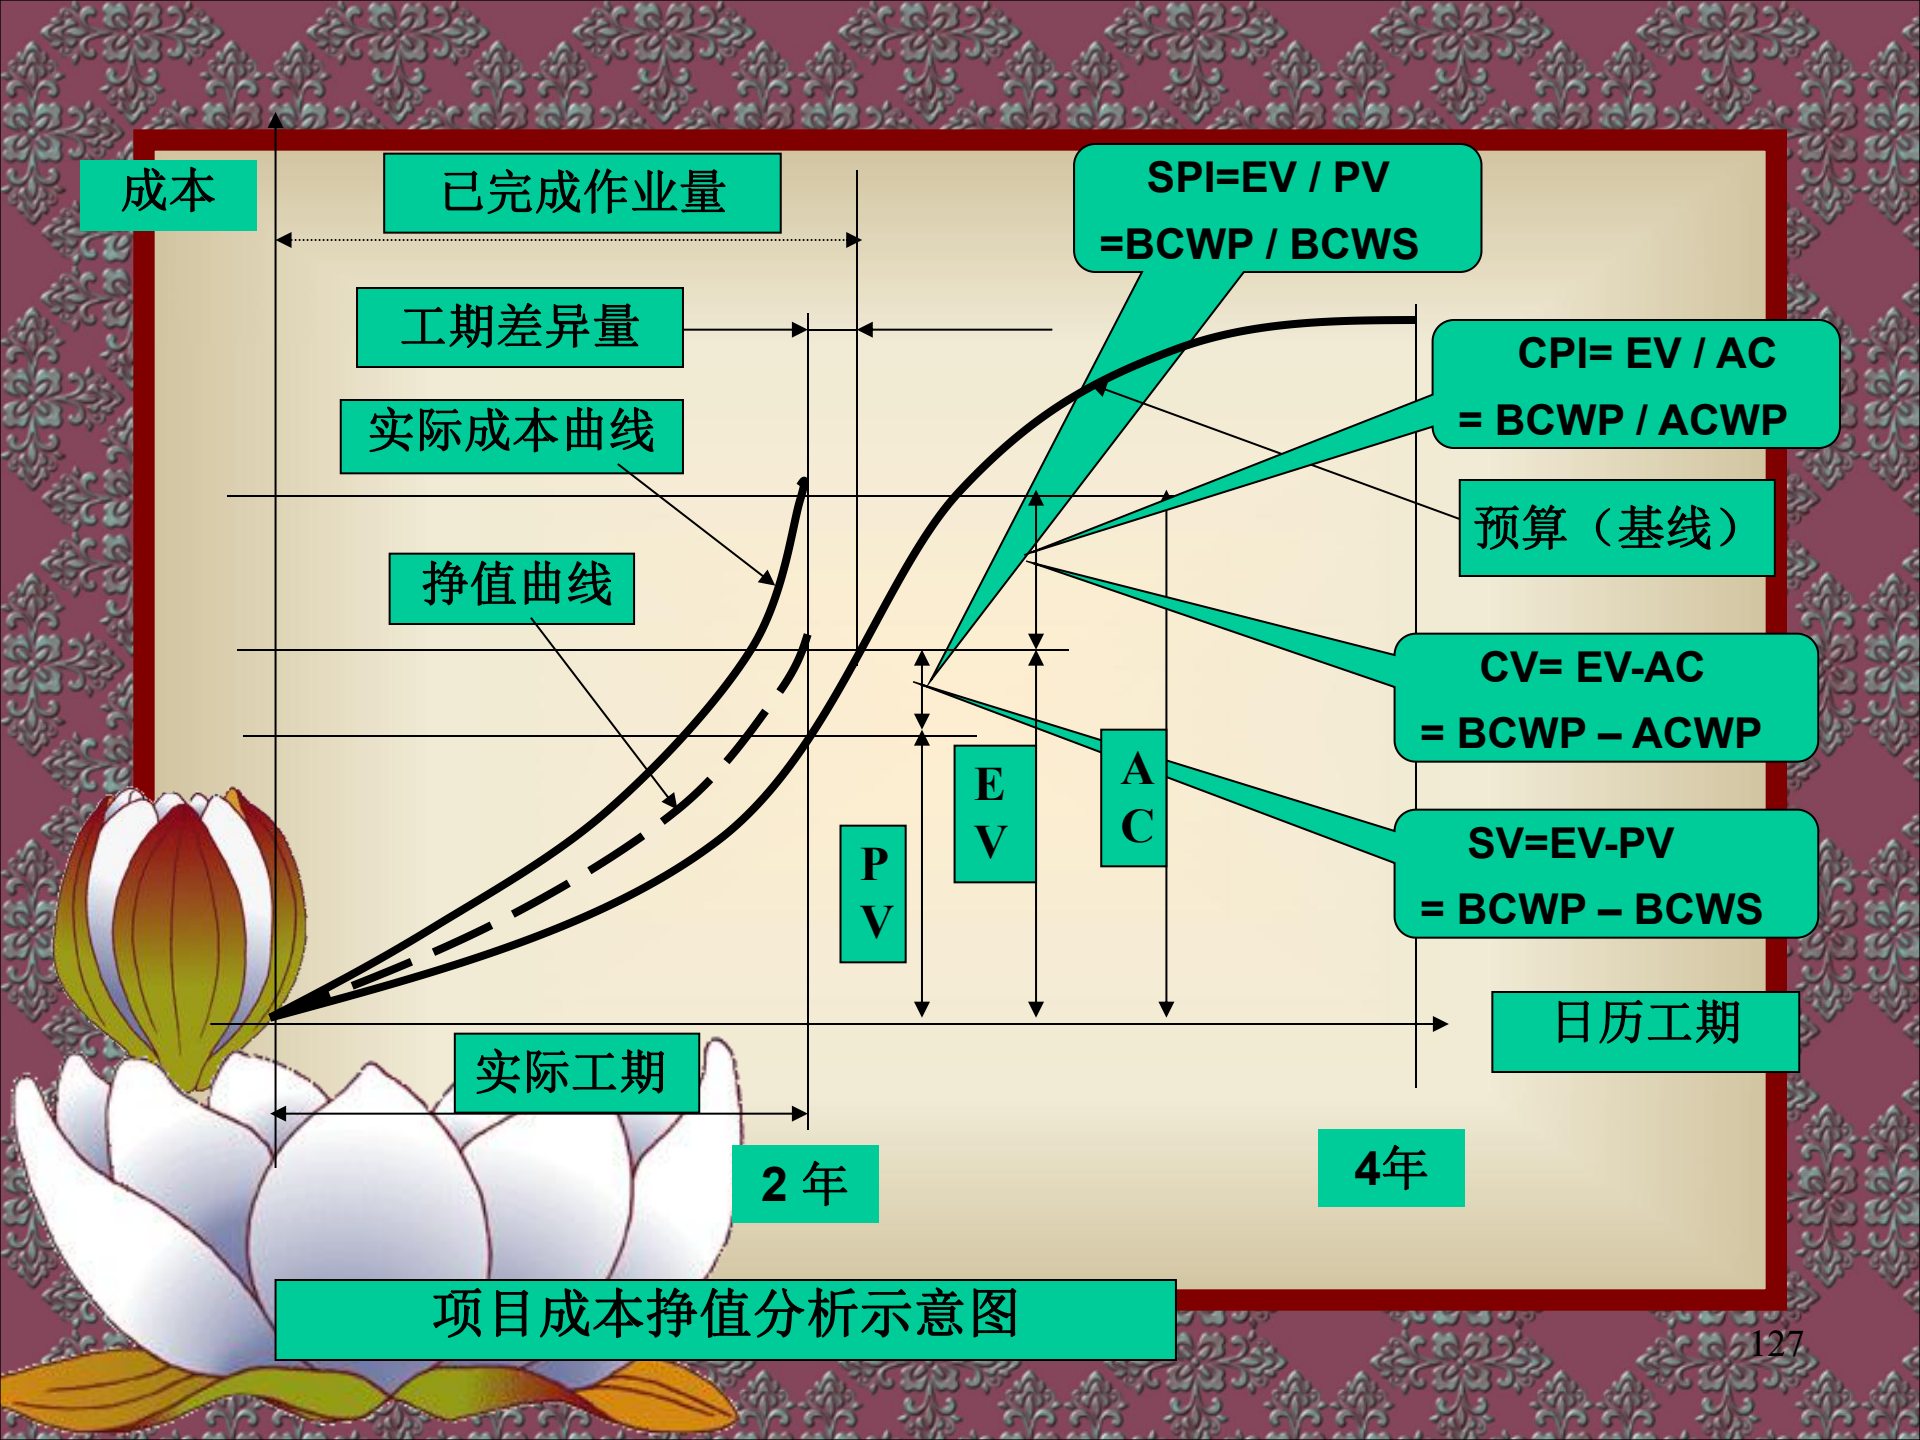 成本
已完成作业量
SPI=EV / PV
=BCWP / BCWS
工期差异量
CPI= EV / AC
= BCWP / ACWP
实际成本曲线
预算（基线）
挣值曲线
CV= EV-AC
= BCWP – ACWP
P
V
E
V
A
C
SV=EV-PV
= BCWP – BCWS
日历工期
实际工期
2 年
4年
项目成本挣值分析示意图
127